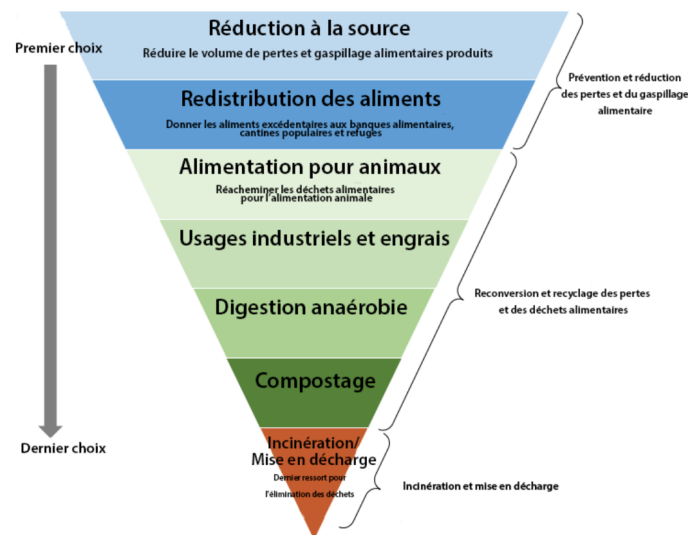 Réduction à la source
Premier choix
Réduire le volume de pertes et gaspillage alimentaires produits
Prévention et réduction
des pertes et du gaspillage
alimentaire
Redistribution des aliments
Donner les aliments excédentaires aux banques alimentaires,
cantines populaires et refuges
Alimentation pour animaux
Réacheminer les déchets alimentaires
pour l'alimentation animale
Usages industriels et engrais
Reconversion et recyclage des pertes
et des déchets alimentaires
Digestion anaérobie
Compostage
Dernier choix
Incinération/
Mise en décharge
Dernier ressort pour
l'élimination des déchets
Incinération et mise en décharge